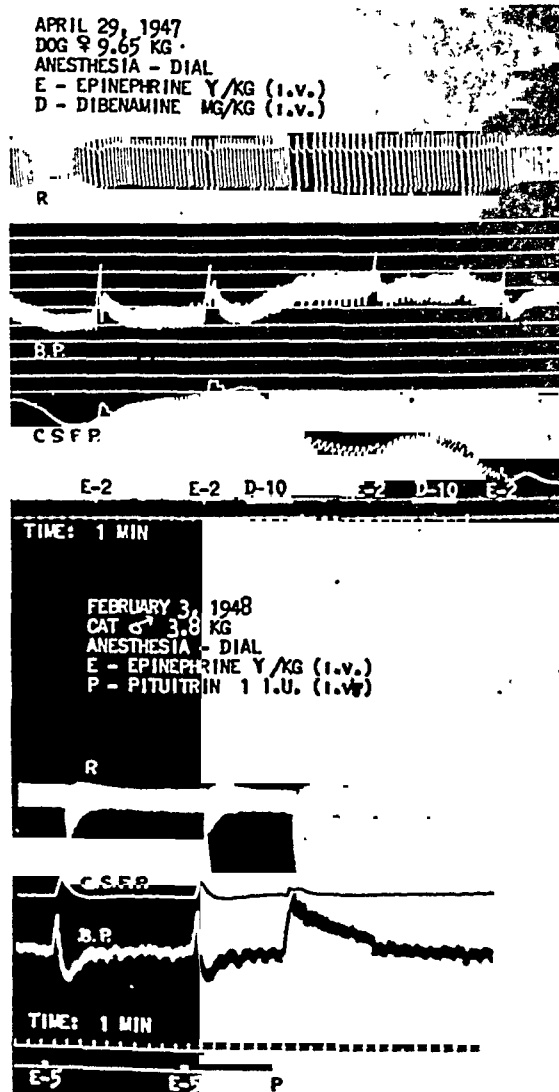 APRIL 29, 1947
DOG ♀ 9.65 KG.
ANESTHESIA - DIAL
E - EPINEPHRINE γ/KG (I.V.)
D - DIBENAMINE MG/KG (I.V.)
R
B.P.
C S F P.
E-2 E-2 D-10 E-2 D-10 E-2
TIME: 1 MIN
FEBRUARY 3, 1948
CAT ♂ 3.8 KG
ANESTHESIA - DIAL
E - EPINEPHRINE γ/KG (I.V.)
P - PITUITRIN 1 I.U. (I.V.)
R
C.S.F.P.
B.P.
TIME: 1 MIN
E-5 E-5 P